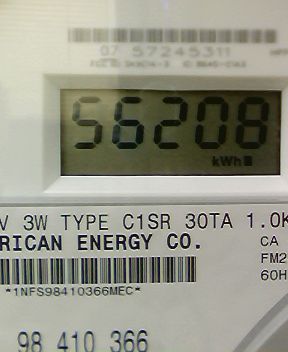 07 57245311
56208
kWh
V 3W TYPE C1SR 30TA 1.0K
RICAN ENERGY CO.
CA
FM2
60H
*1NFS98410366MEC*
98 410 366